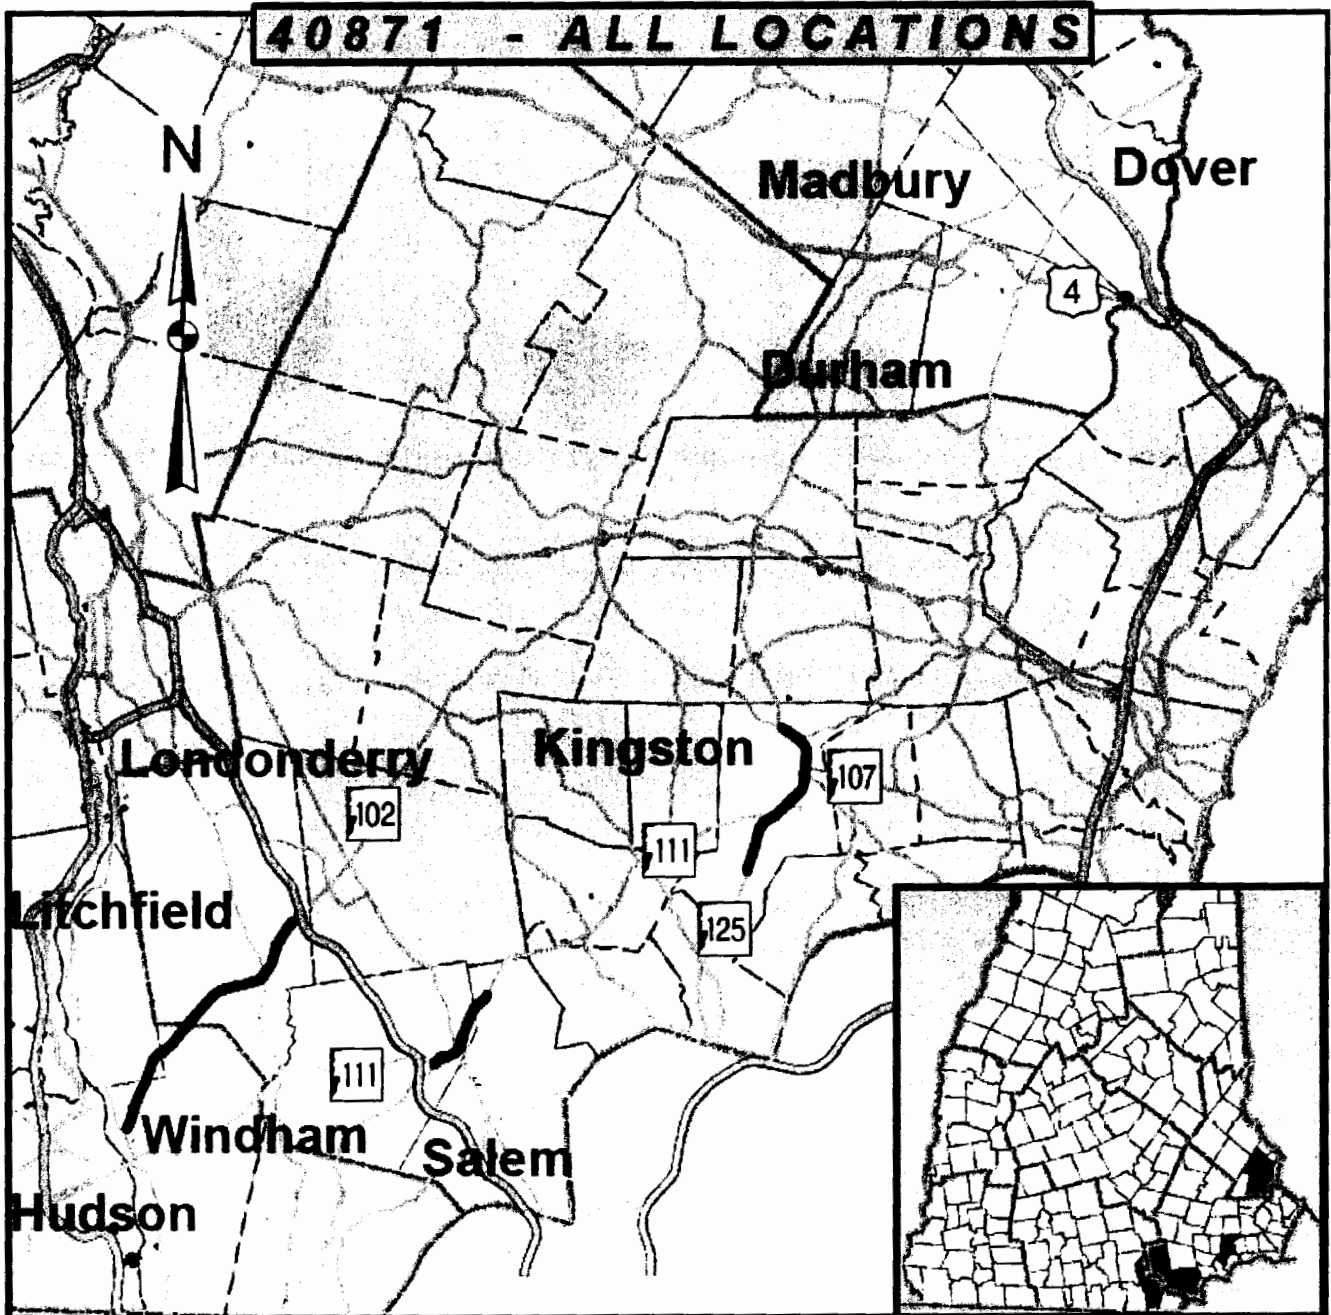 40871 - ALL LOCATIONS
N
Madbury
Dover
4
Durham
Londonderry
Kingston
107
102
111
Litchfield
125
111
Windham
Salem
Hudson